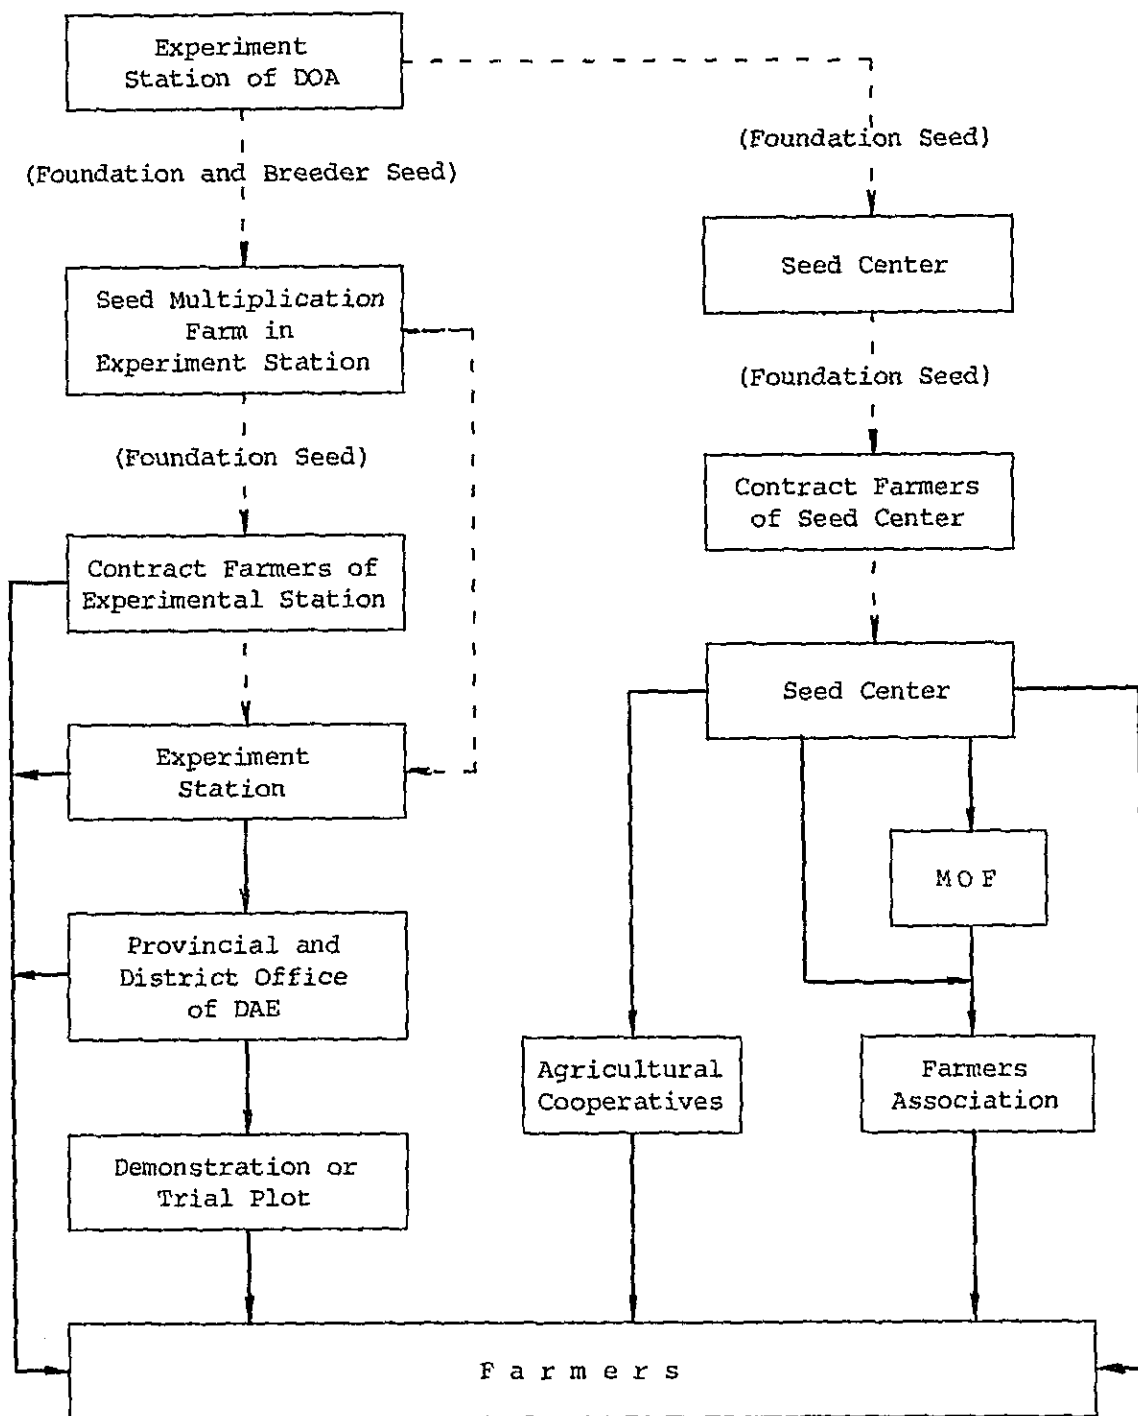 Experiment
Station of DOA
(Foundation and Breeder Seed)
Seed Multiplication
Farm in
Experiment Station
(Foundation Seed)
Contract Farmers of
Experimental Station
Experiment
Station
Provincial and
District Office
of DAE
Demonstration or
Trial Plot
(Foundation Seed)
Seed Center
(Foundation Seed)
Contract Farmers
of Seed Center
Seed Center
MOF
Agricultural
Cooperatives
Farmers
Association
Farmers